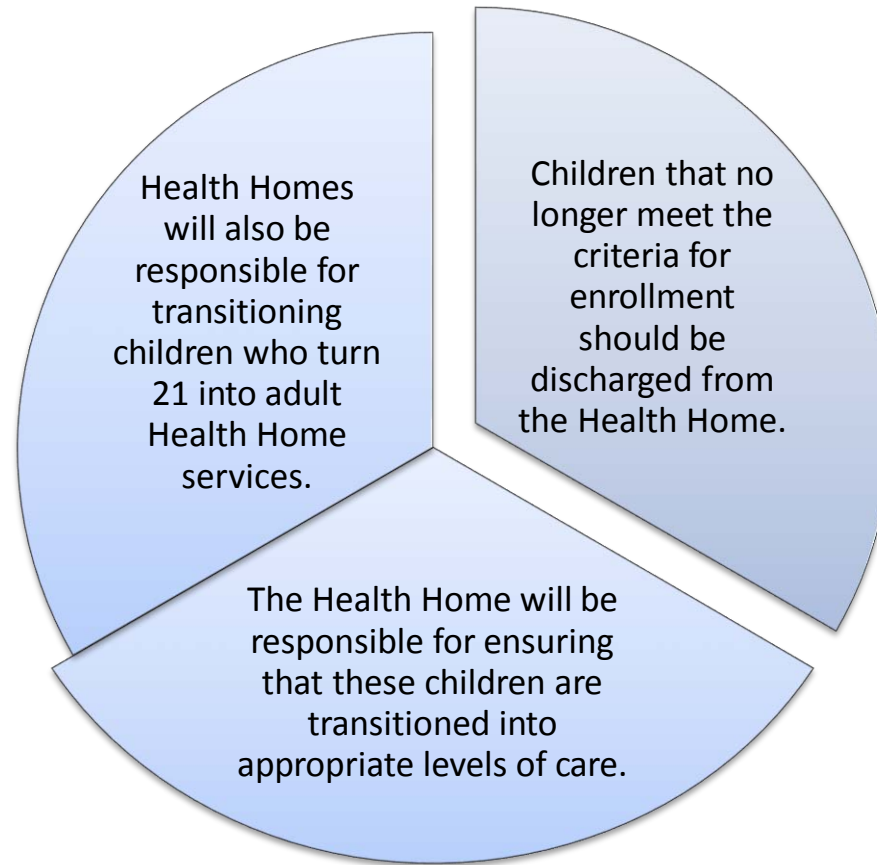 Children that no
longer meet the
criteria for
enrollment
should be
discharged from
the Health Home.
The Health Home will be
responsible for ensuring
that these children are
transitioned into
appropriate levels of care.
Health Homes
will also be
responsible for
transitioning
children who turn
21 into adult
Health Home
services.